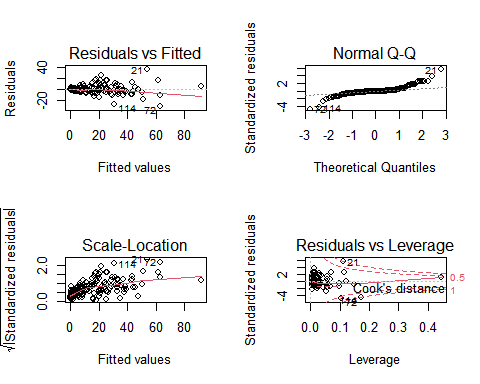 Residuals vs Fitted
Residuals
40
-20
21
114
72
0 20 40 60 80
Fitted values
Normal Q-Q
Standardized residuals
2
-4
21
114
-3 -2 -1 0 1 2 3
Theoretical Quantiles
Scale-Location
√|Standardized residuals|
2.0
0.0
114
21
72
0 20 40 60 80
Fitted values
Residuals vs Leverage
Standardized residuals
2
-4
21
Cook's distance
0.5
1
0.0 0.1 0.2 0.3 0.4
Leverage